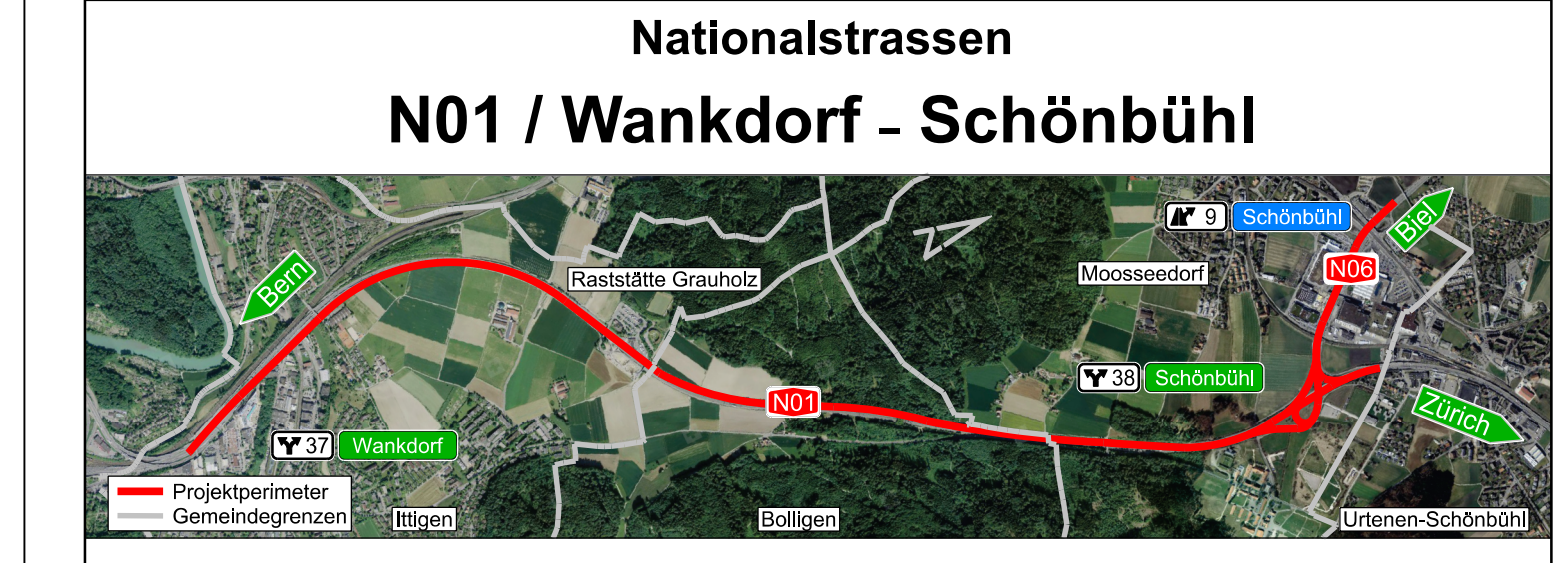 Nationalstrassen
N01 / Wankdorf - Schönbühl
Bern
Raststätte Grauholz
Moosseedorf
9 Schönbühl
Biel
N06
N01
38 Schönbühl
Zürich
37 Wankdorf
Projektperimeter
Gemeindegrenzen
Ittigen
Bolligen
Urtenen-Schönbühl